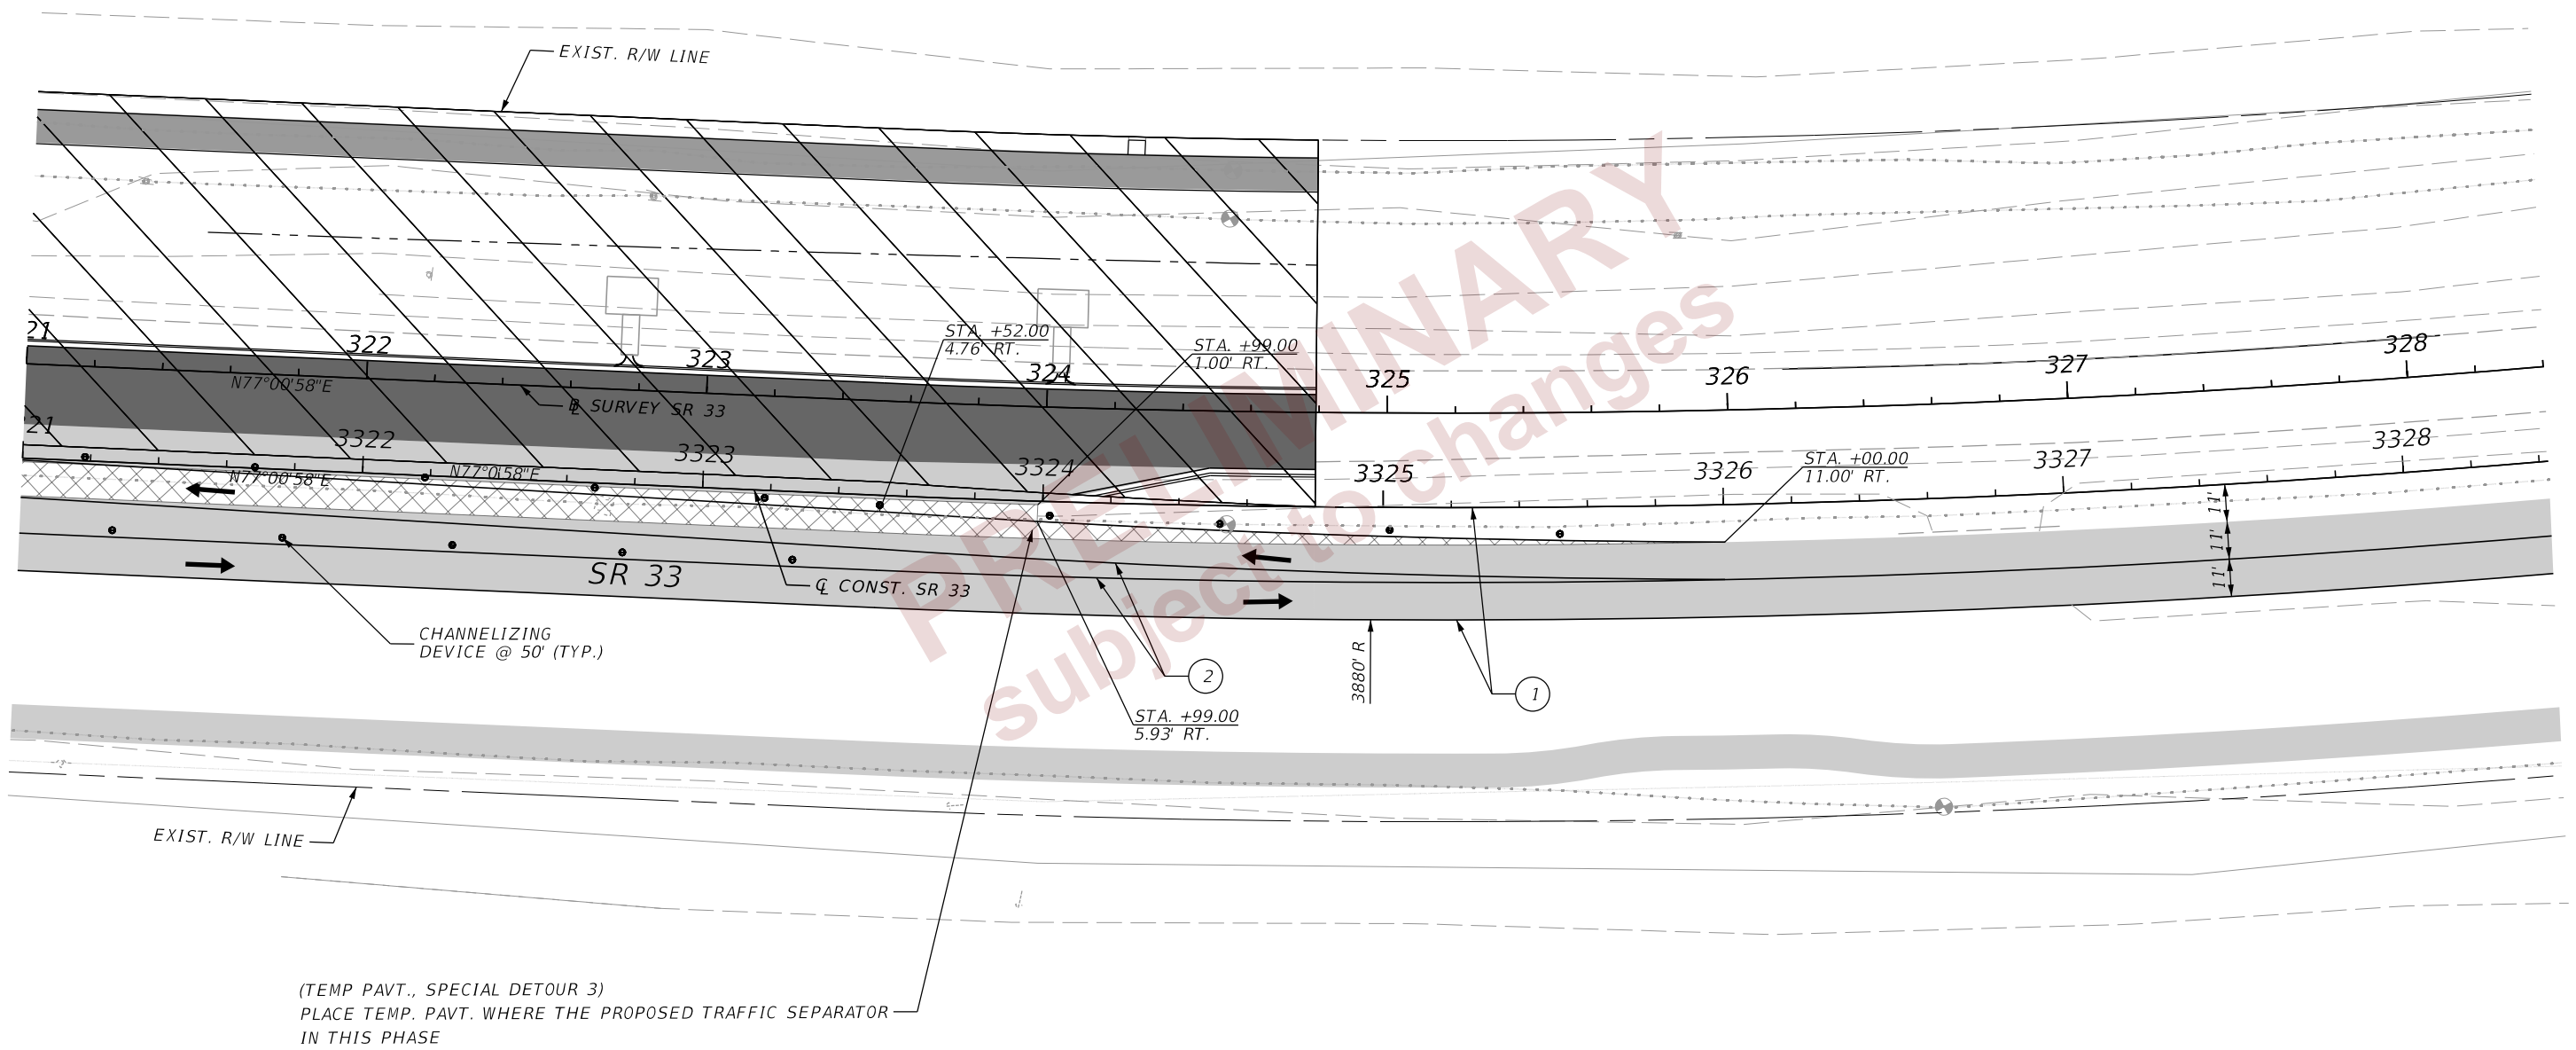 EXIST. R/W LINE
STA. +52.00
4.76' RT.
STA. +99.00
1.00' RT.
21
322
323
324
325
326
327
328
N77°00'58"E
℄ SURVEY SR 33
21
3322
3323
3324
3325
3326
3327
3328
STA. +00.00
11.00' RT.
N77°00'58"E
N77°0'58"E
11'
11'
11'
SR 33
℄ CONST. SR 33
CHANNELIZING
DEVICE @ 50' (TYP.)
2
1
3880' R
STA. +99.00
5.93' RT.
EXIST. R/W LINE
(TEMP PAVT., SPECIAL DETOUR 3)
PLACE TEMP. PAVT. WHERE THE PROPOSED TRAFFIC SEPARATOR
IN THIS PHASE
PRELIMINARY
subject to changes